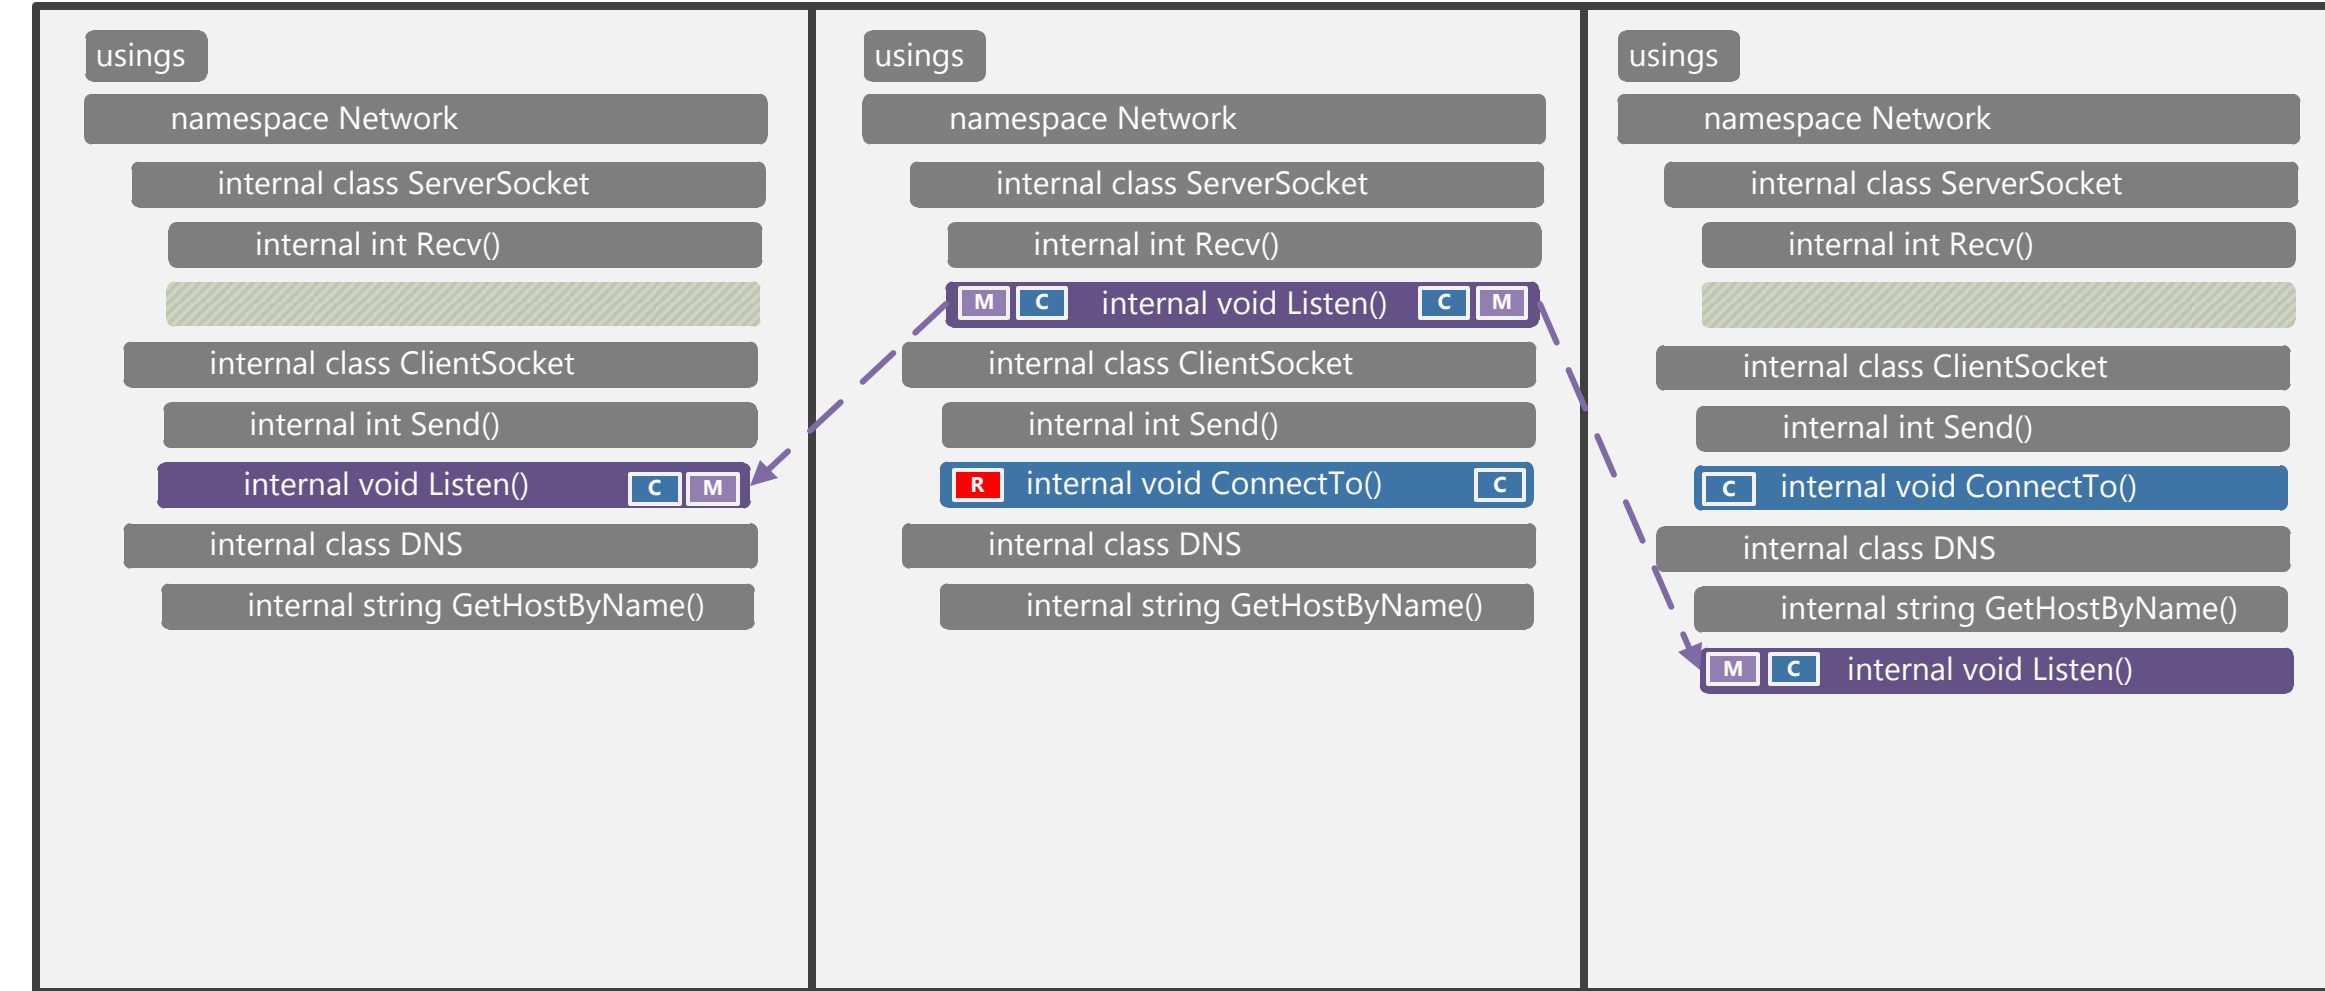 usings
namespace Network
internal class ServerSocket
internal int Recv()
internal class ClientSocket
internal int Send()
internal void Listen() C M
internal class DNS
internal string GetHostByName()
usings
namespace Network
internal class ServerSocket
internal int Recv()
M C internal void Listen() C M
internal class ClientSocket
internal int Send()
R internal void ConnectTo() C
internal class DNS
internal string GetHostByName()
usings
namespace Network
internal class ServerSocket
internal int Recv()
internal class ClientSocket
internal int Send()
C internal void ConnectTo()
internal class DNS
internal string GetHostByName()
M C internal void Listen()